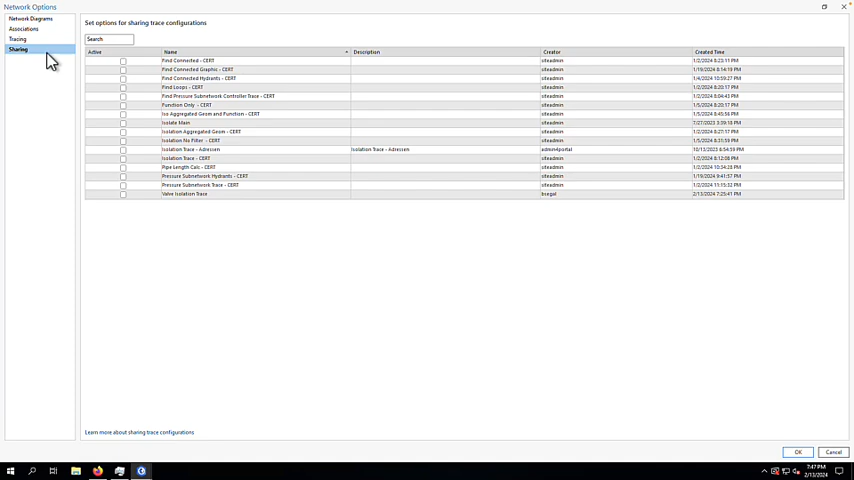 Network Options
Network Diagrams
Associations
Tracing
Sharing
Set options for sharing trace configurations
Search
Active Name Description Creator Created Time
Find Connected - CERT siteadmin 1/2/2024 8:23:11 PM
Find Connected Graphic - CERT siteadmin 1/19/2024 8:14:19 PM
Find Connected Hydrants - CERT siteadmin 1/4/2024 10:59:27 PM
Find Loops - CERT siteadmin 1/2/2024 8:20:17 PM
Find Pressure Subnetwork Controller Trace - CERT siteadmin 1/2/2024 8:04:43 PM
Function Only - CERT siteadmin 1/5/2024 8:20:17 PM
Iso Aggregated Geom and Function - CERT siteadmin 1/5/2024 8:45:56 PM
Isolate Main siteadmin 7/27/2023 3:39:18 PM
Isolation Aggregated Geom - CERT siteadmin 1/2/2024 8:27:17 PM
Isolation No Filter - CERT siteadmin 1/5/2024 8:31:59 PM
Isolation Trace - Adressen Isolation Trace - Adressen admin4portal 10/13/2023 6:54:59 PM
Isolation Trace - CERT siteadmin 1/2/2024 8:12:08 PM
Pipe Length Calc - CERT siteadmin 1/2/2024 10:34:23 PM
Pressure Subnetwork Hydrants - CERT siteadmin 1/19/2024 9:41:57 PM
Pressure Subnetwork Trace - CERT siteadmin 1/2/2024 11:15:32 PM
Valve Isolation Trace bsegal 2/13/2024 7:25:41 PM
Learn more about sharing trace configurations
OK Cancel
7:47 PM
2/13/2024